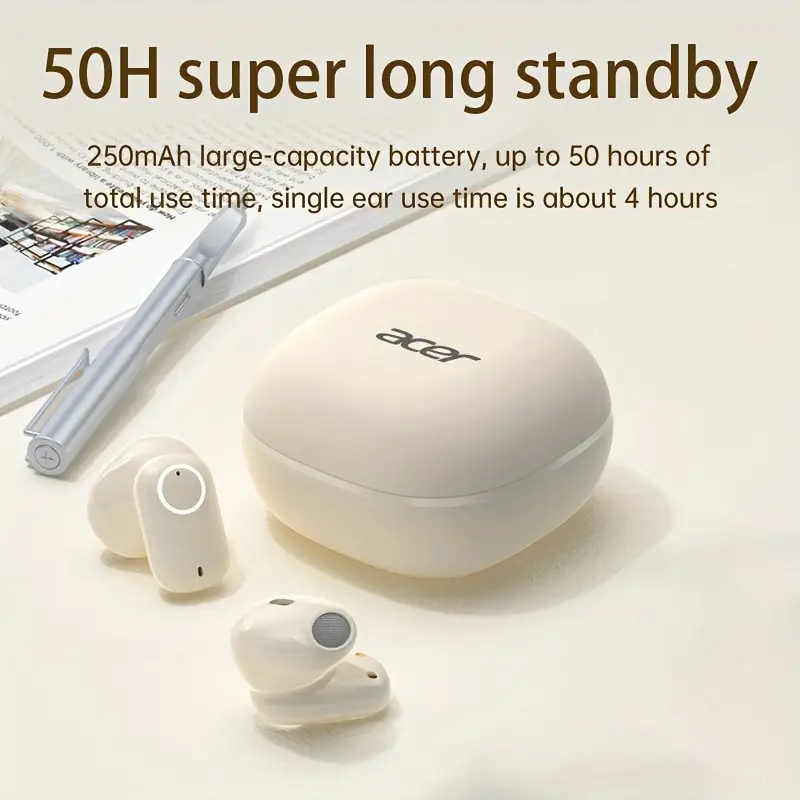 50H super long standby
250mAh large-capacity battery, up to 50 hours of
total use time, single ear use time is about 4 hours
acer